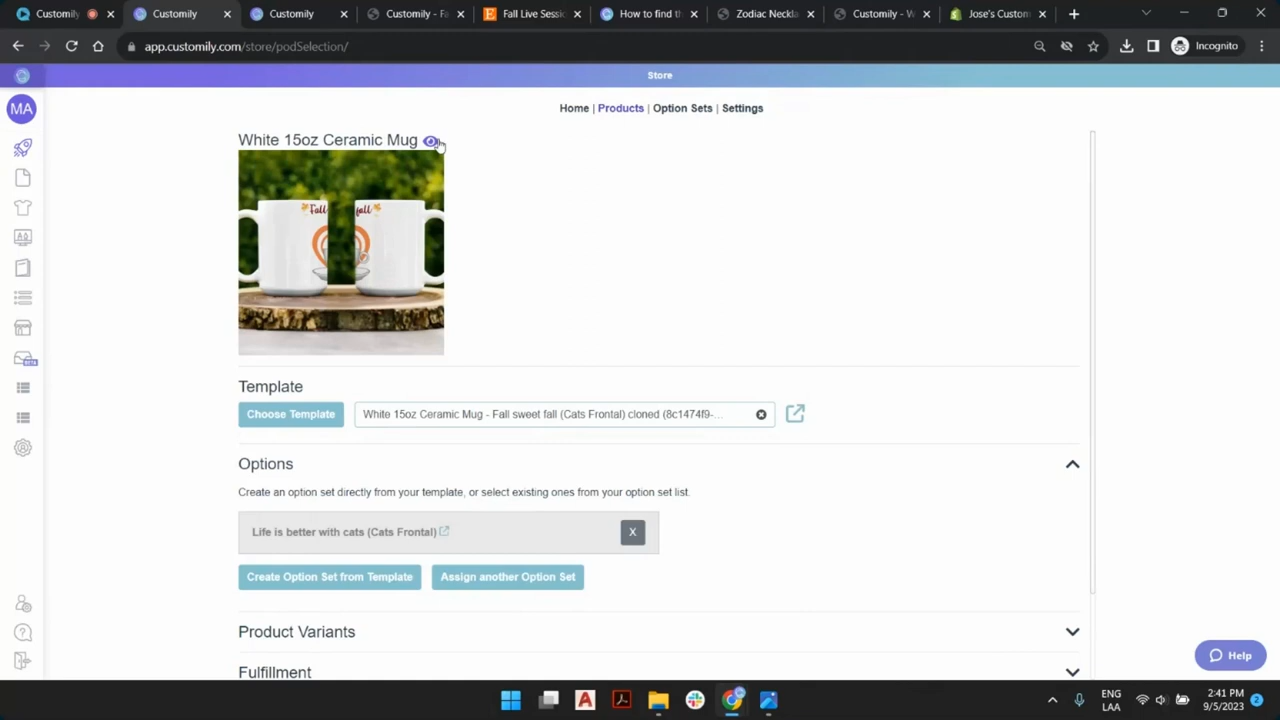 Customily
Customily
Customily
Customily - Fa
Fall Live Sessi
How to find th
Zodiac Neckla
Customily - W
Jose's Custom
app.customily.com/store/podSelection/
Incognito
Store
MA
Home | Products | Option Sets | Settings
White 15oz Ceramic Mug
Fall fall
Template
Choose Template
White 15oz Ceramic Mug - Fall sweet fall (Cats Frontal) cloned (8c1474f9-...
Options
Create an option set directly from your template, or select existing ones from your option set list.
Life is better with cats (Cats Frontal)
X
Create Option Set from Template
Assign another Option Set
Product Variants
Fulfillment
BETA
Help
ENG
LAA
2:41 PM
9/5/2023
2